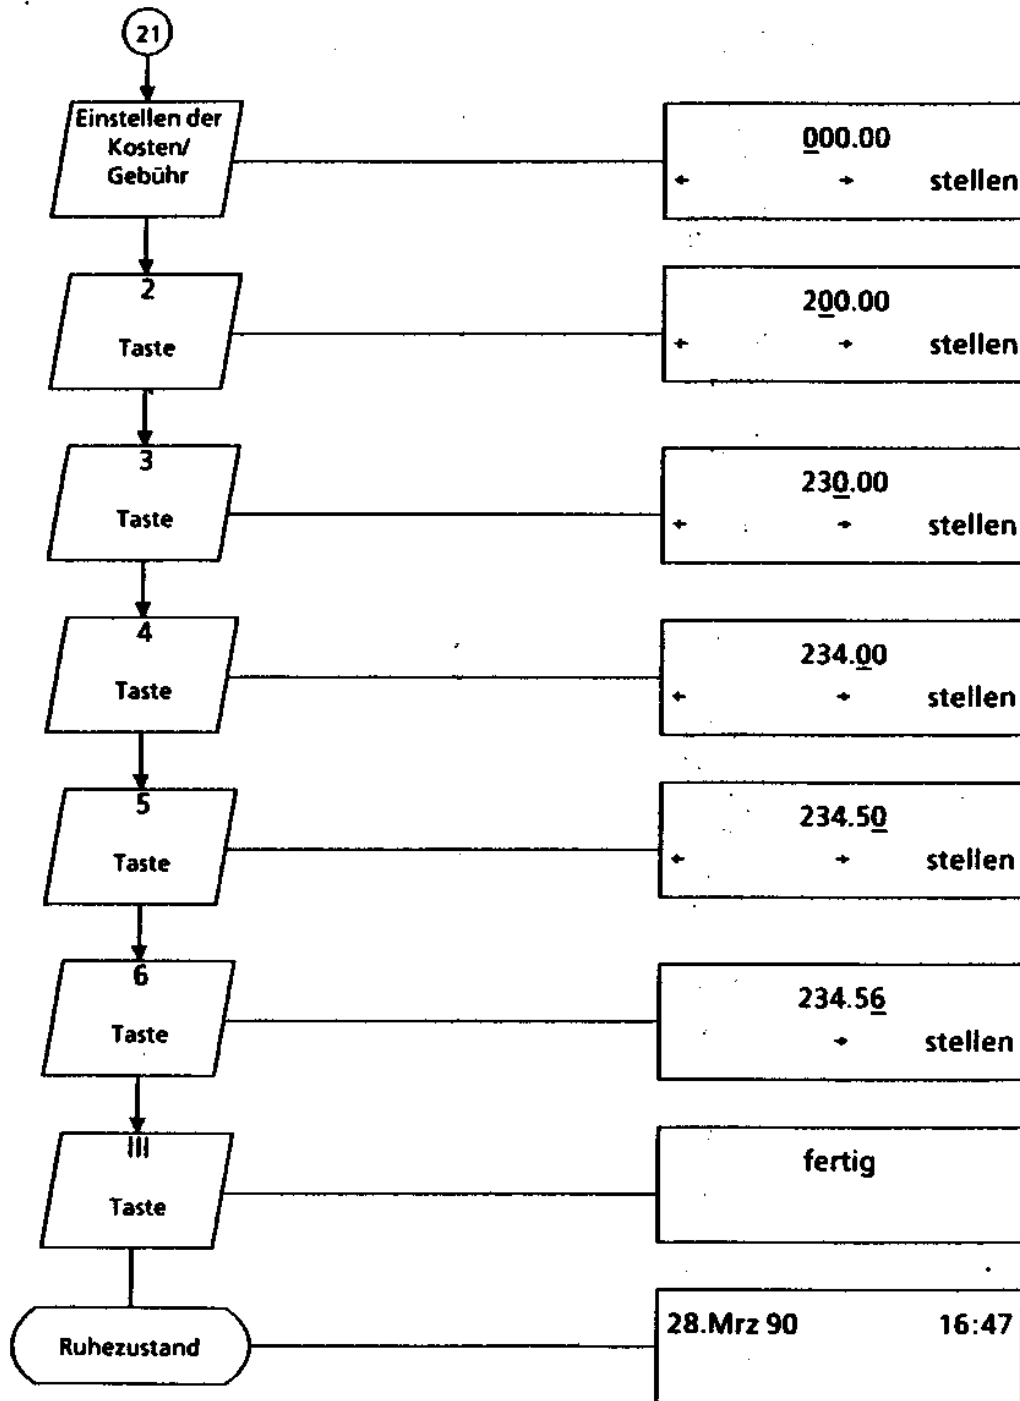 21
Einstellen der
Kosten/
Gebühr
000.00
← → stellen
2
Taste
200.00
← → stellen
3
Taste
230.00
← → stellen
4
Taste
234.00
← → stellen
5
Taste
234.50
← → stellen
6
Taste
234.56
→ stellen
III
Taste
fertig
Ruhezustand
28.Mrz 90 16:47